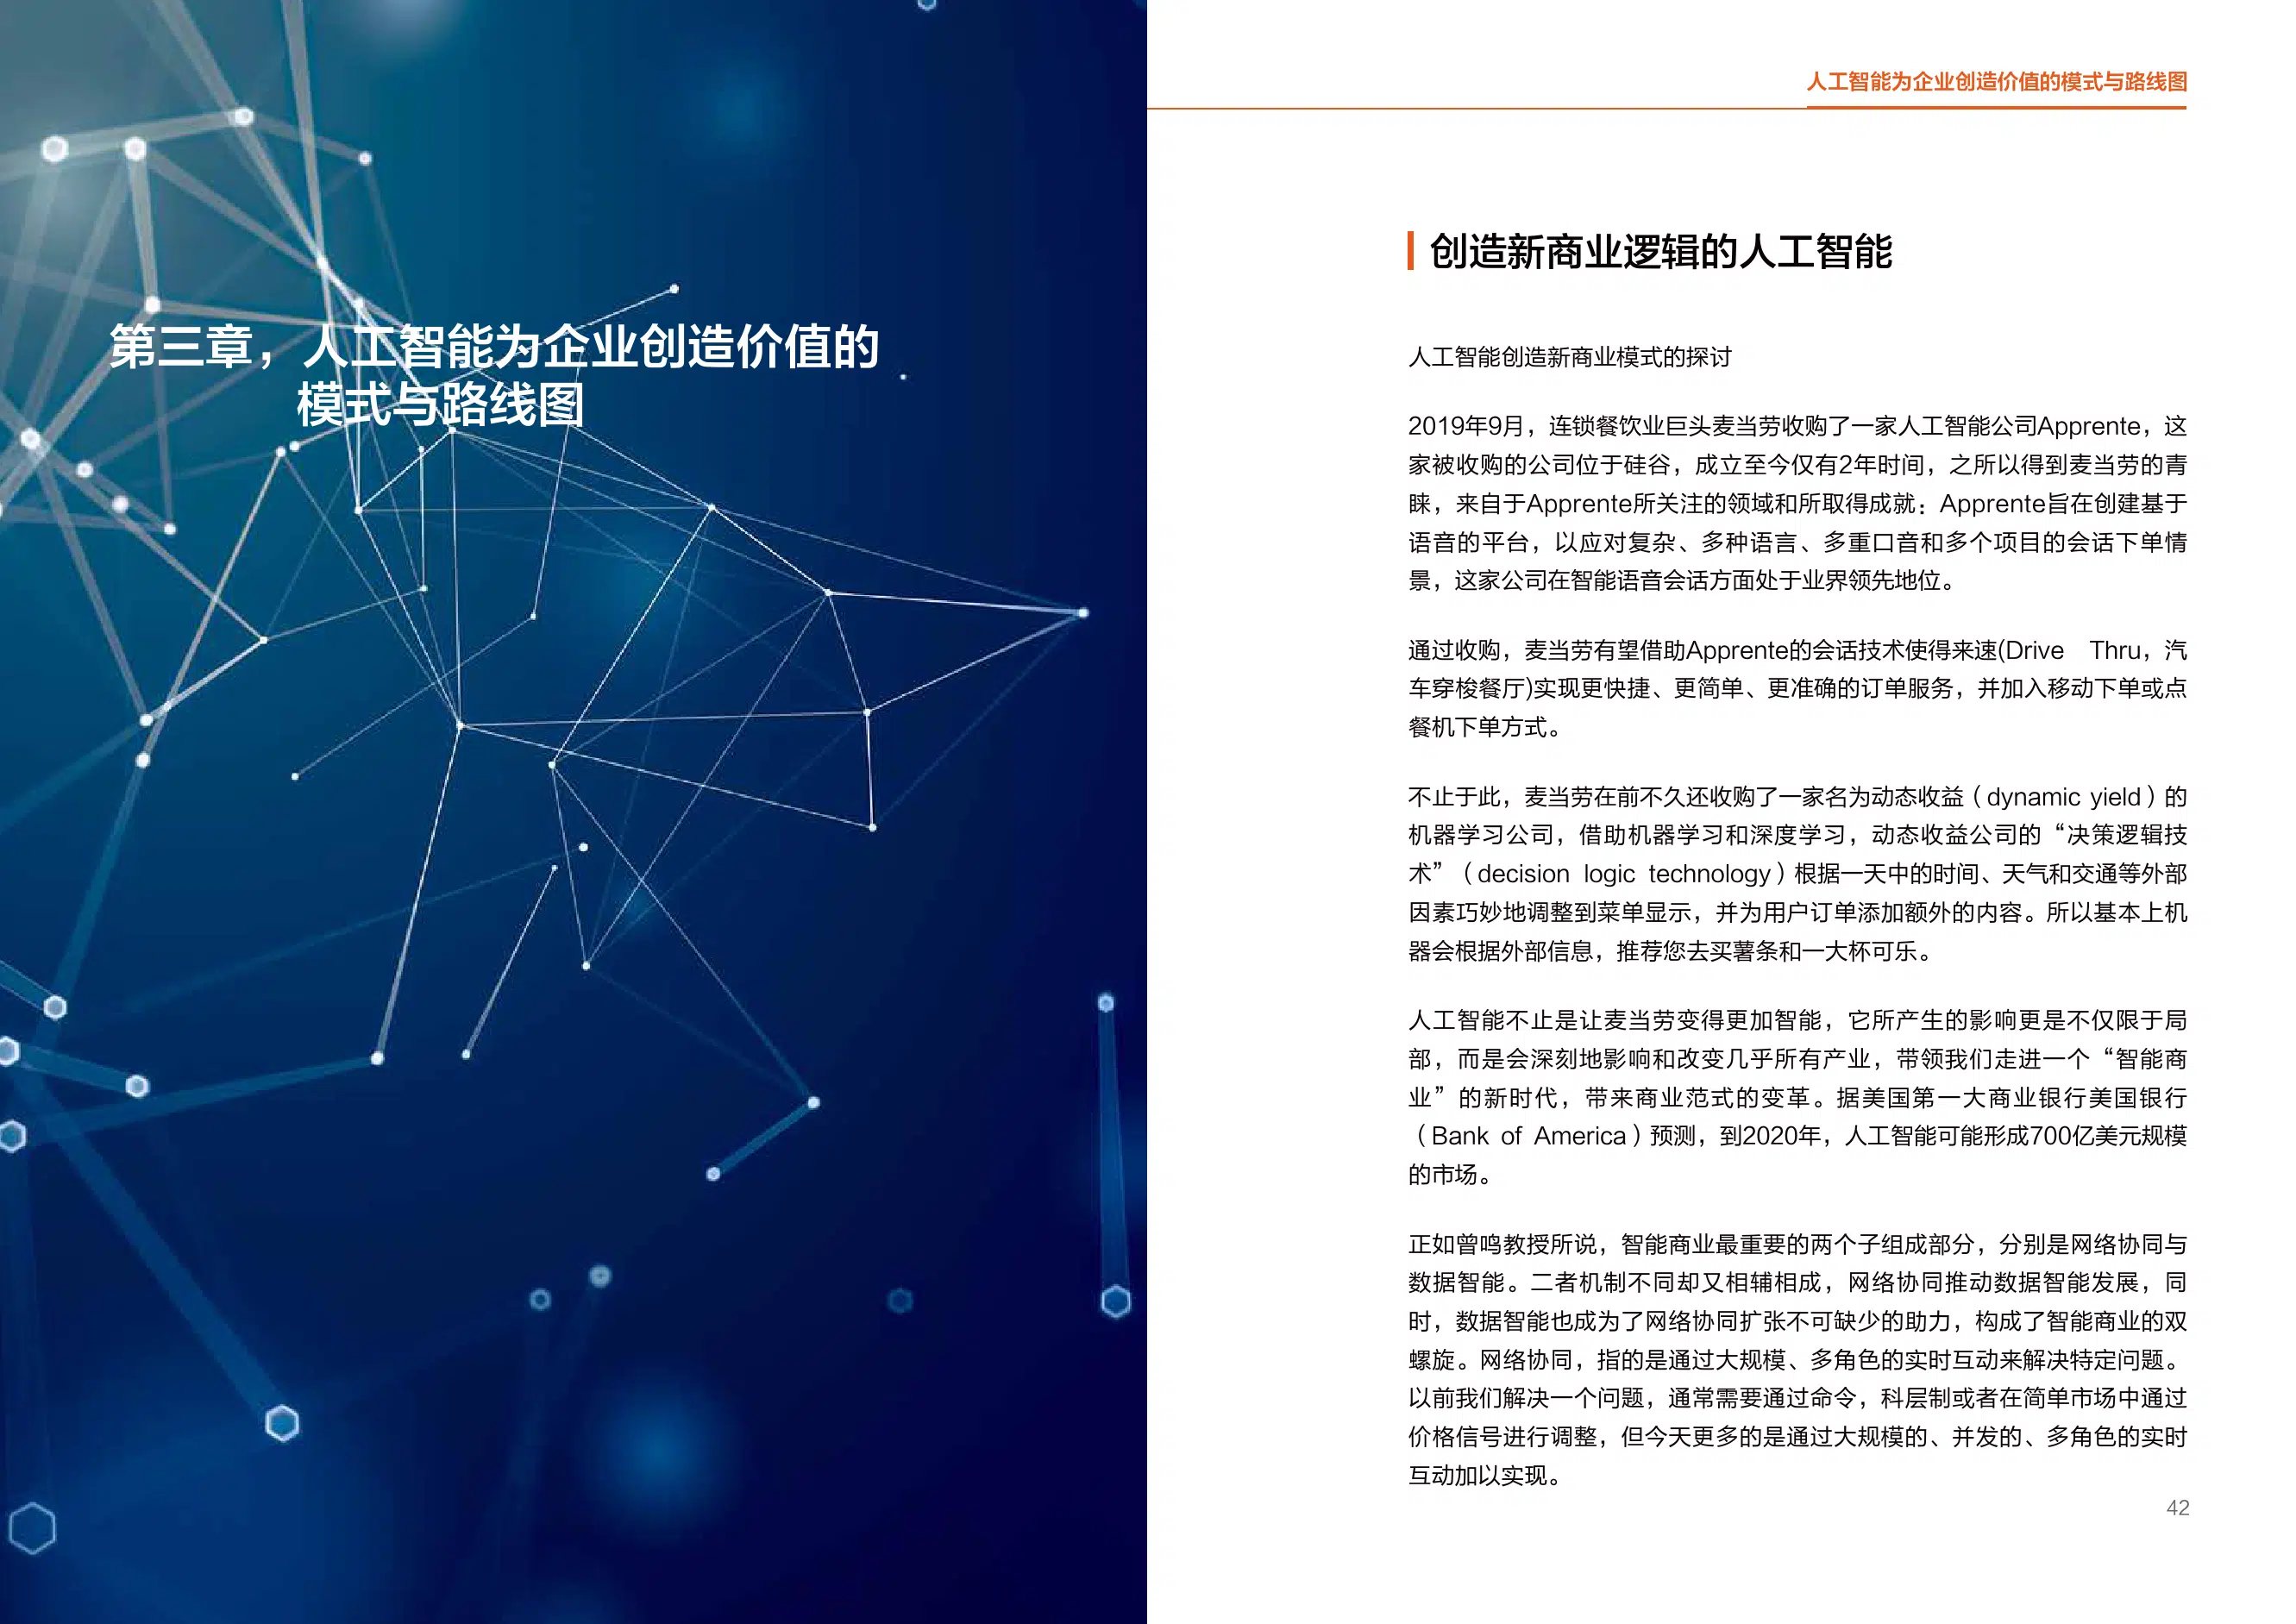 第三章，人工智能为企业创造价值的
模式与路线图
人工智能为企业创造价值的模式与路线图
创造新商业逻辑的人工智能
人工智能创造新商业模式的探讨
2019年9月，连锁餐饮业巨头麦当劳收购了一家人工智能公司Apprente，这
家被收购的公司位于硅谷，成立至今仅有2年时间，之所以得到麦当劳的青
睐，来自于Apprente所关注的领域和所取得成就：Apprente旨在创建基于
语音的平台，以应对复杂、多种语言、多重口音和多个项目的会话下单情
景，这家公司在智能语音会话方面处于业界领先地位。
通过收购，麦当劳有望借助Apprente的会话技术使得来速(Drive Thru，汽
车穿梭餐厅)实现更快捷、更简单、更准确的订单服务，并加入移动下单或点
餐机下单方式。
不止于此，麦当劳在前不久还收购了一家名为动态收益（dynamic yield）的
机器学习公司，借助机器学习和深度学习，动态收益公司的“决策逻辑技
术”（decision logic technology）根据一天中的时间、天气和交通等外部
因素巧妙地调整到菜单显示，并为用户订单添加额外的内容。所以基本上机
器会根据外部信息，推荐您去买薯条和一大杯可乐。
人工智能不止是让麦当劳变得更加智能，它所产生的影响更是不仅限于局
部，而是会深刻地影响和改变几乎所有产业，带领我们走进一个“智能商
业”的新时代，带来商业范式的变革。据美国第一大商业银行美国银行
（Bank of America）预测，到2020年，人工智能可能形成700亿美元规模
的市场。
正如曾鸣教授所说，智能商业最重要的两个子组成部分，分别是网络协同与
数据智能。二者机制不同却又相辅相成，网络协同推动数据智能发展，同
时，数据智能也成为了网络协同扩张不可缺少的助力，构成了智能商业的双
螺旋。网络协同，指的是通过大规模、多角色的实时互动来解决特定问题。
以前我们解决一个问题，通常需要通过命令，科层制或者在简单市场中通过
价格信号进行调整，但今天更多的是通过大规模的、并发的、多角色的实时
互动加以实现。
42